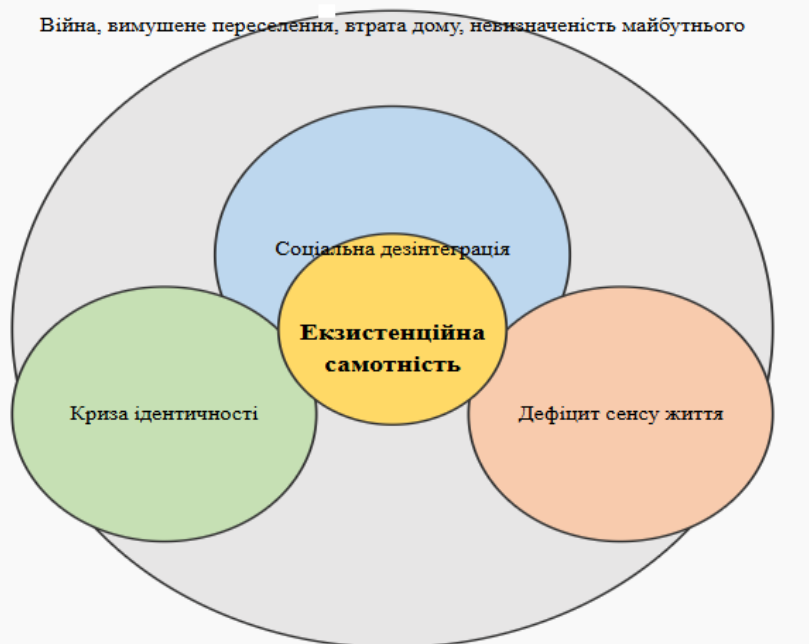 Війна, вимушене переселення, втрата дому, невизначеність майбутнього
Соціальна дезінтеграція
Екзистенційна
самотність
Криза ідентичності
Дефіцит сенсу життя